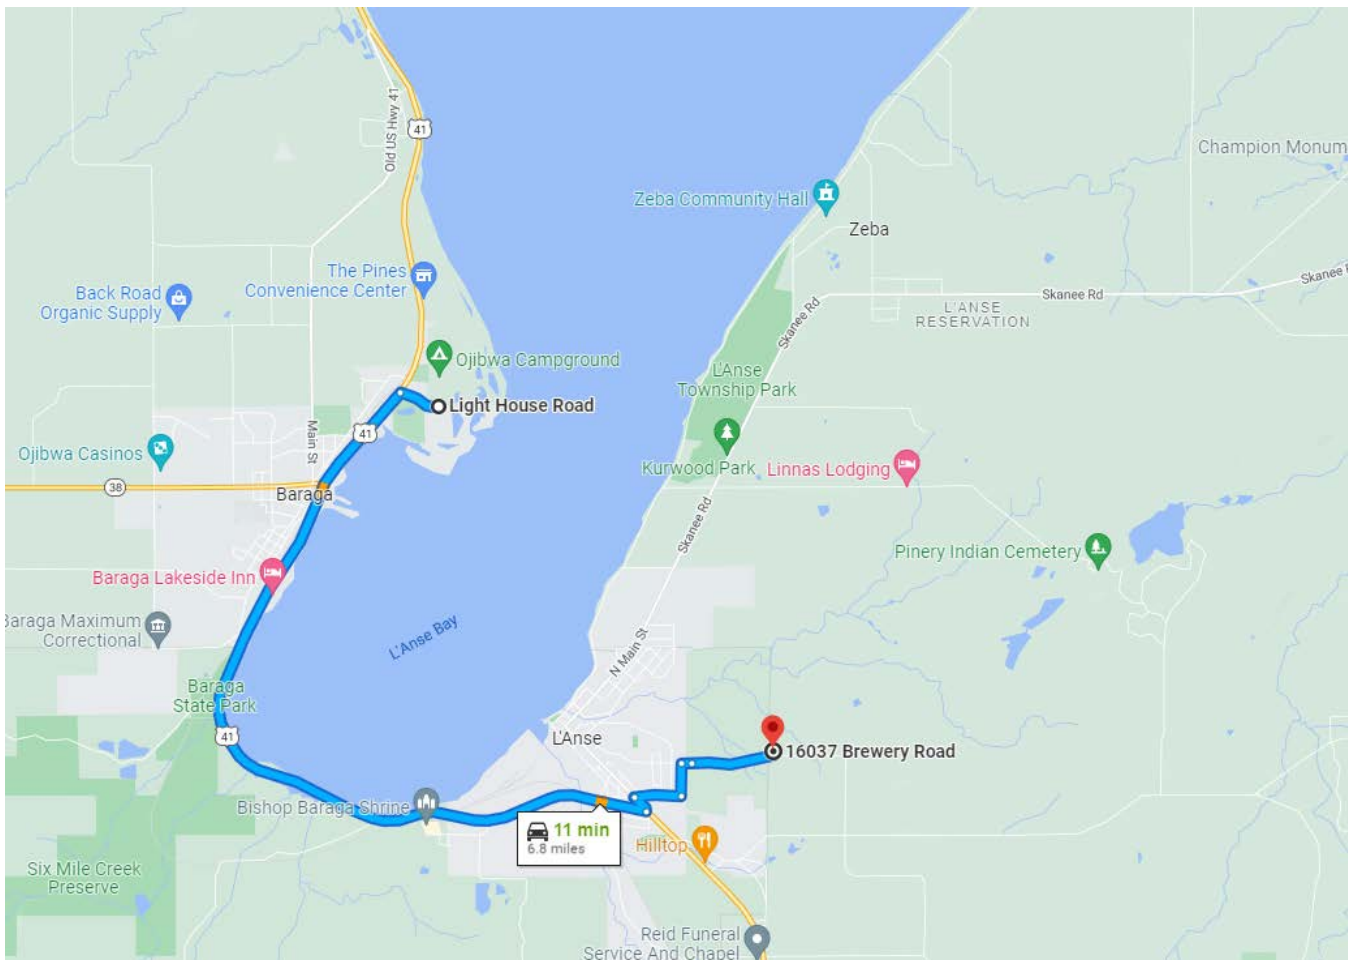 Old US Hwy 41
41
Champion Monum
Zeba Community Hall
Zeba
The Pines
Convenience Center
Back Road
Organic Supply
Skanee Rd
Skanee R
L'ANSE
RESERVATION
Skanee Rd
Ojibwa Campground
L'Anse
Township Park
Light House Road
41
Main St
Ojibwa Casinos
Kurwood Park
Linnas Lodging
38
Baraga
Skanee Rd
Pinery Indian Cemetery
Baraga Lakeside Inn
Baraga Maximum
Correctional
L'Anse Bay
N Main St
Baraga
State Park
41
L'Anse
16037 Brewery Road
Bishop Baraga Shrine
11 min
6.8 miles
Hilltop
Six Mile Creek
Preserve
Reid Funeral
Service And Chapel